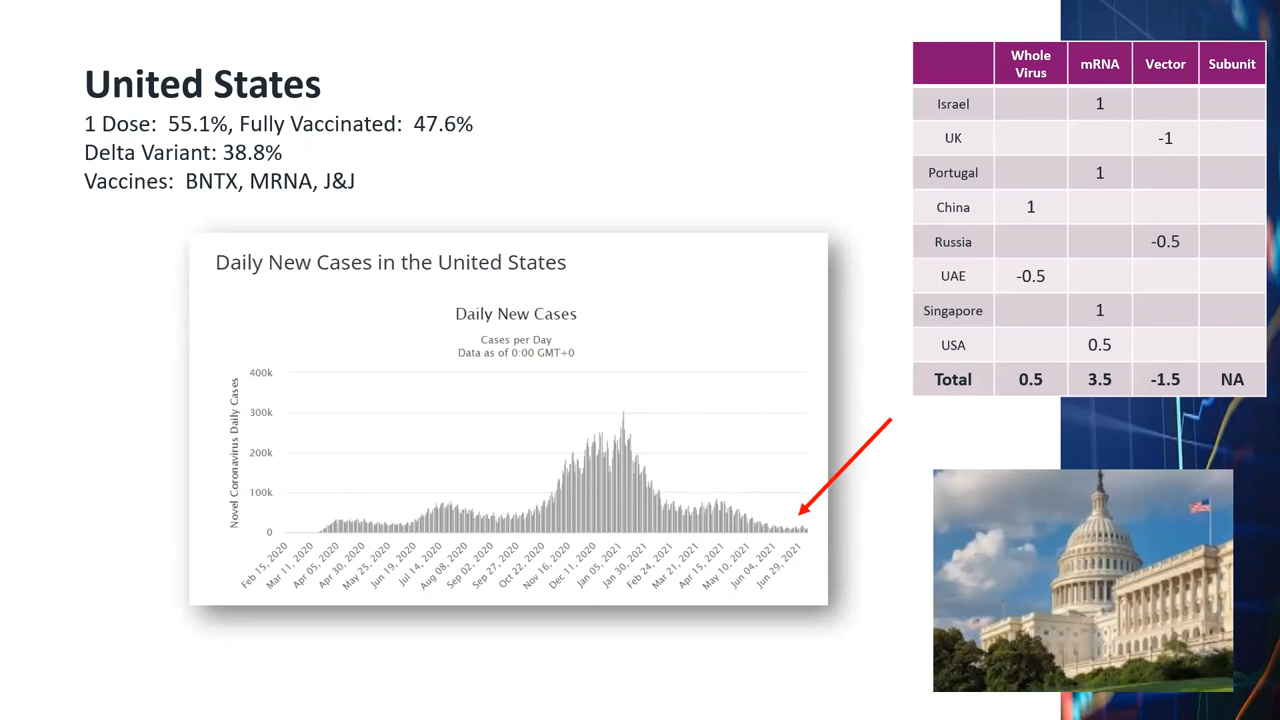 United States
1 Dose: 55.1%, Fully Vaccinated: 47.6%
Delta Variant: 38.8%
Vaccines: BNTX, MRNA, J&J
Daily New Cases in the United States
Daily New Cases
Cases per Day
Data as of 0:00 GMT+0
Novel Coronavirus Daily Cases
400k
300k
200k
100k
0
Feb 15, 2020
Mar 11, 2020
Apr 05, 2020
Apr 30, 2020
May 25, 2020
Jun 19, 2020
Jul 14, 2020
Aug 08, 2020
Sep 02, 2020
Sep 27, 2020
Oct 22, 2020
Nov 16, 2020
Dec 11, 2020
Jan 05, 2021
Jan 30, 2021
Feb 24, 2021
Mar 21, 2021
Apr 15, 2021
May 10, 2021
Jun 04, 2021
Jun 29, 2021
Whole Virus mRNA Vector Subunit
Israel 1
UK -1
Portugal 1
China 1
Russia -0.5
UAE -0.5
Singapore 1
USA 0.5
Total 0.5 3.5 -1.5 NA